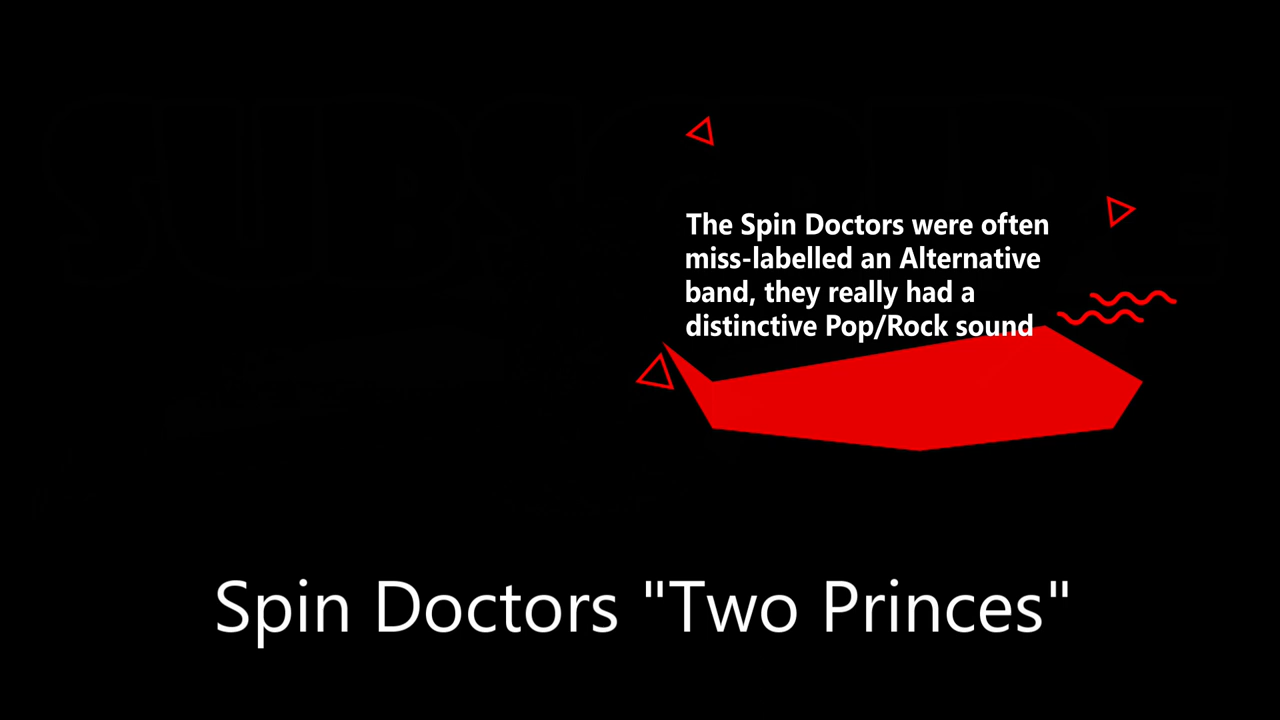 The Spin Doctors were often
miss-labelled an Alternative
band, they really had a
distinctive Pop/Rock sound
Spin Doctors "Two Princes"